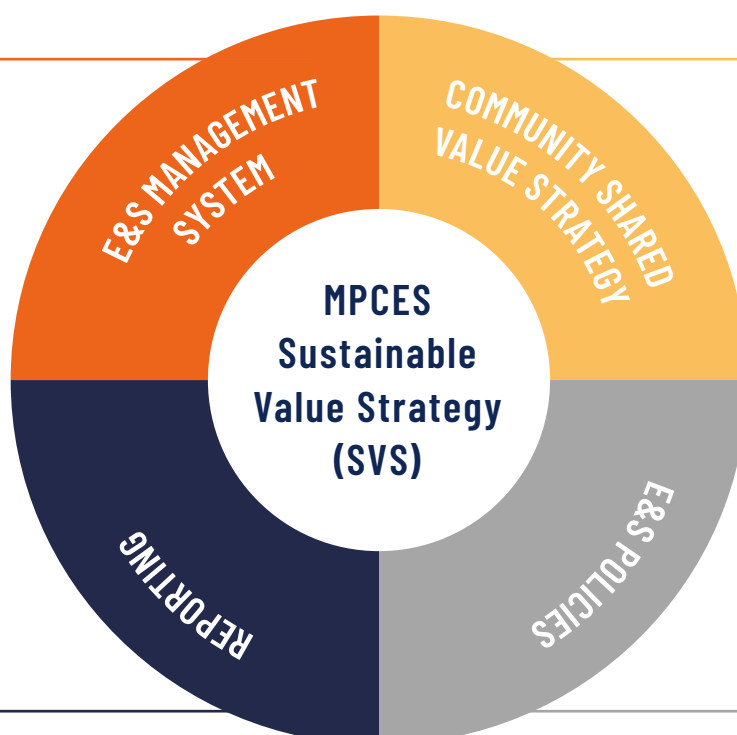 E&S MANAGEMENT
SYSTEM
COMMUNITY SHARED
VALUE STRATEGY
MPCES
Sustainable
Value Strategy
(SVS)
REPORTING
E&S POLICIES